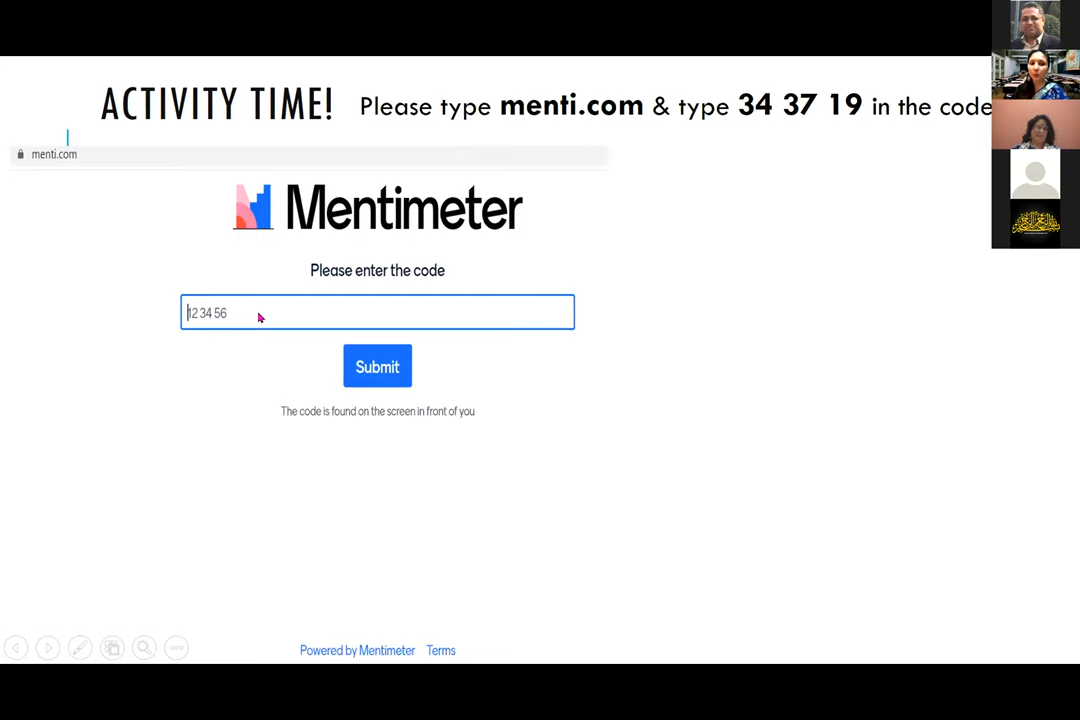 ACTIVITY TIME! Please type menti.com & type 34 37 19 in the code
menti.com
Mentimeter
Please enter the code
12 34 56
Submit
The code is found on the screen in front of you
Powered by Mentimeter Terms